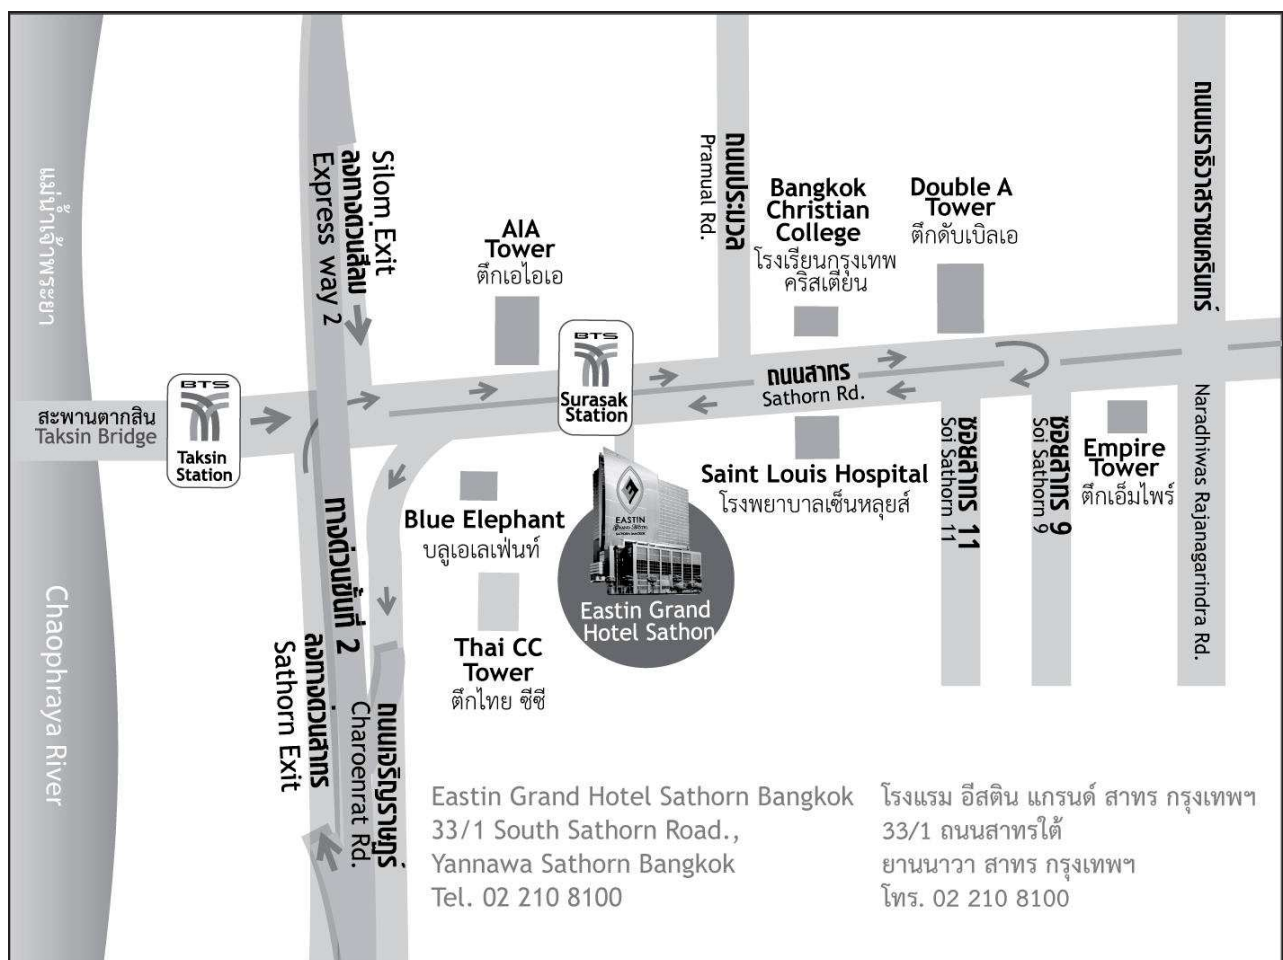 แม่น้ำเจ้าพระยา
Chaophraya River
สะพานตากสิน
Taksin Bridge
BTS
Taksin
Station
Silom Exit
ลงทางด่วนสีลม
Express way 2
AIA
Tower
ตึกเอไอเอ
BTS
Surasak
Station
ถนนประมวล
Pramual Rd.
Bangkok
Christian
College
โรงเรียนกรุงเทพ
คริสเตียน
Double A
Tower
ตึกดับเบิลเอ
ถนนนราธิวาสราชนครินทร์
Naradhiwas Rajanagarindra Rd.
ถนนสาทร
Sathorn Rd.
Saint Louis Hospital
โรงพยาบาลเซ็นหลุยส์
ซอยสาทร 11
Soi Sathorn 11
ซอยสาทร 9
Soi Sathorn 9
Empire
Tower
ตึกเอ็มไพร์
Blue Elephant
บลูเอเลเฟ่นท์
Thai CC
Tower
ตึกไทย ซีซี
EASTIN
Eastin Grand
Hotel Sathon
ทางด่วนขั้นที่ 2
ลงทางด่วนสาทร
Sathorn Exit
ถนนเจริญราษฎร์
Charoenrat Rd.
Eastin Grand Hotel Sathorn Bangkok
33/1 South Sathorn Road.,
Yannawa Sathorn Bangkok
Tel. 02 210 8100
โรงแรม อีสติน แกรนด์ สาทร กรุงเทพฯ
33/1 ถนนสาทรใต้
ยานนาวา สาทร กรุงเทพฯ
โทร. 02 210 8100